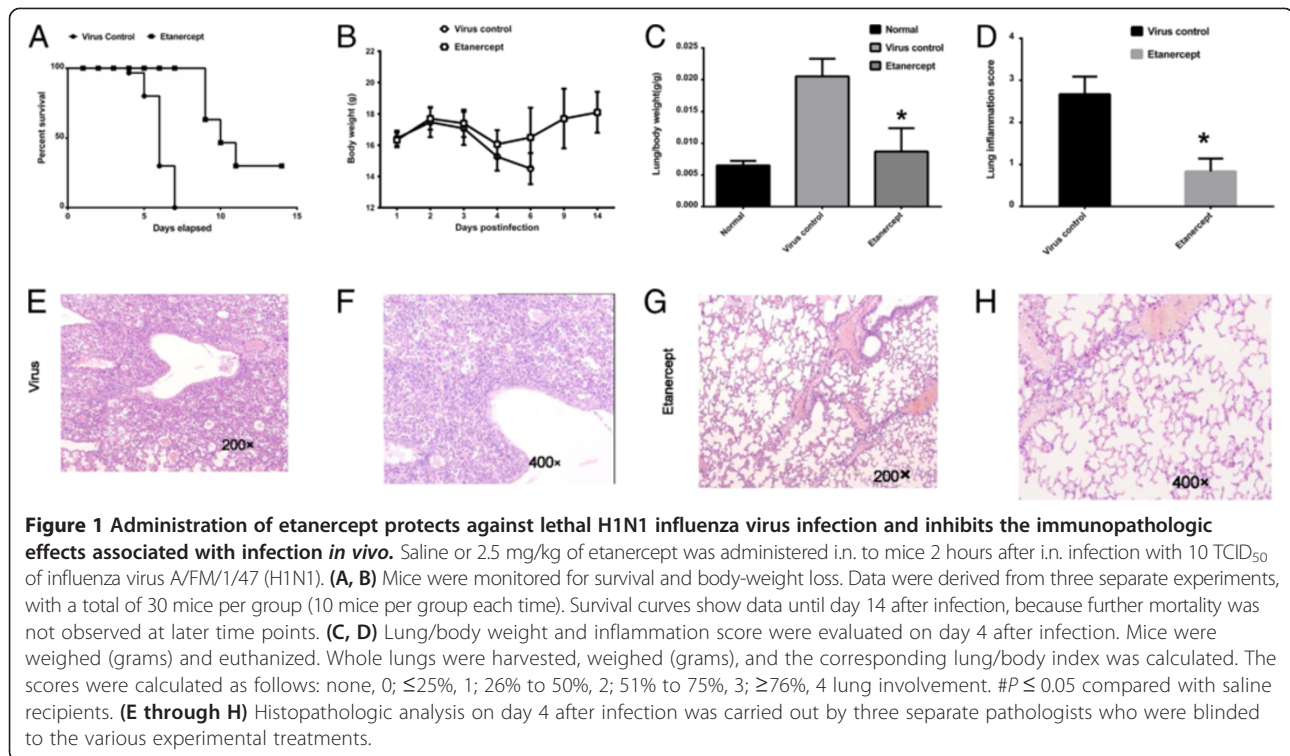 A
Virus Control
Etanercept
Percent survival
100
50
0
0
5
10
15
Days elapsed
B
Virus control
Etanercept
Body weight (g)
22
20
18
16
14
12
1
2
3
4
6
9
14
Days postinfection
C
Normal
Virus control
Etanercept
Lung/body weight(g/g)
0.025
0.020
0.015
0.010
0.005
0.000
*
Normal
Virus control
Etanercept
D
Virus control
Etanercept
Lung inflammation score
4
3
2
1
0
*
Virus control
Etanercept
E
Virus
200×
F
400×
G
Etanercept
200×
H
400×
Figure 1 Administration of etanercept protects against lethal H1N1 influenza virus infection and inhibits the immunopathologic
effects associated with infection in vivo. Saline or 2.5 mg/kg of etanercept was administered i.n. to mice 2 hours after i.n. infection with 10 TCID50
of influenza virus A/FM/1/47 (H1N1). (A, B) Mice were monitored for survival and body-weight loss. Data were derived from three separate experiments,
with a total of 30 mice per group (10 mice per group each time). Survival curves show data until day 14 after infection, because further mortality was
not observed at later time points. (C, D) Lung/body weight and inflammation score were evaluated on day 4 after infection. Mice were
weighed (grams) and euthanized. Whole lungs were harvested, weighed (grams), and the corresponding lung/body index was calculated. The
scores were calculated as follows: none, 0; ≤25%, 1; 26% to 50%, 2; 51% to 75%, 3; ≥76%, 4 lung involvement. #P ≤ 0.05 compared with saline
recipients. (E through H) Histopathologic analysis on day 4 after infection was carried out by three separate pathologists who were blinded
to the various experimental treatments.